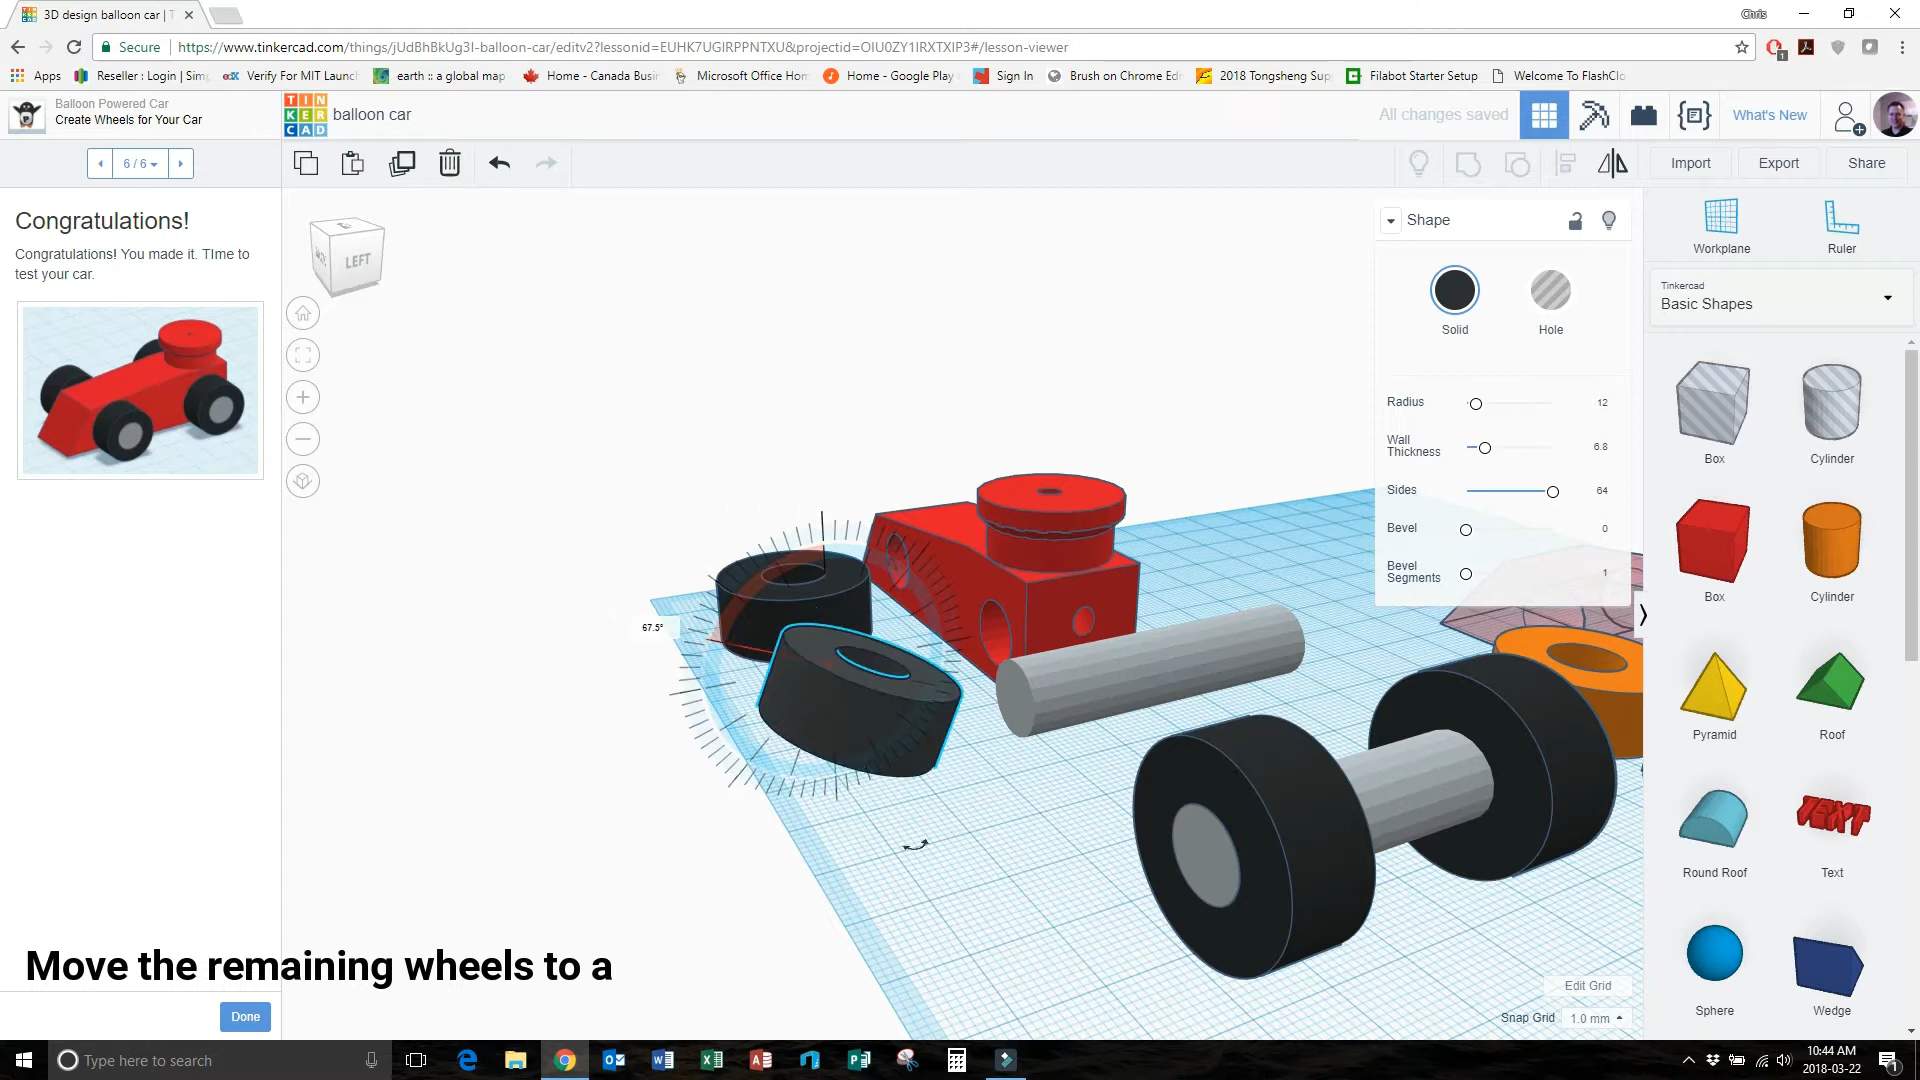 3D design balloon car | T
Chris
Secure
https://www.tinkercad.com/things/jUdBhBkUg3I-balloon-car/editv2?lessonid=EUHK7UGIRPPNTXU&projectid=OIU0ZY1IRXTXIP3#/lesson-viewer
Apps
Reseller : Login | Sim
Verify For MIT Launch
earth :: a global map
Home - Canada Busi
Microsoft Office Hom
Home - Google Play
Sign In
Brush on Chrome Ed
2018 Tongsheng Sup
Filabot Starter Setup
Welcome To FlashClo
Balloon Powered Car
Create Wheels for Your Car
TIN
KER
CAD
balloon car
All changes saved
What's New
6 / 6
Import
Export
Share
Congratulations!
Congratulations! You made it. TIme to
test your car.
LEFT
Shape
Solid
Hole
Radius
12
Wall
Thickness
6.8
Sides
64
Bevel
0
Bevel
Segments
1
67.5°
Workplane
Ruler
Tinkercad
Basic Shapes
Box
Cylinder
Box
Cylinder
Pyramid
Roof
TEXT
Round Roof
Text
Sphere
Wedge
Edit Grid
Snap Grid
1.0 mm
Move the remaining wheels to a
Done
Type here to search
10:44 AM
2018-03-22